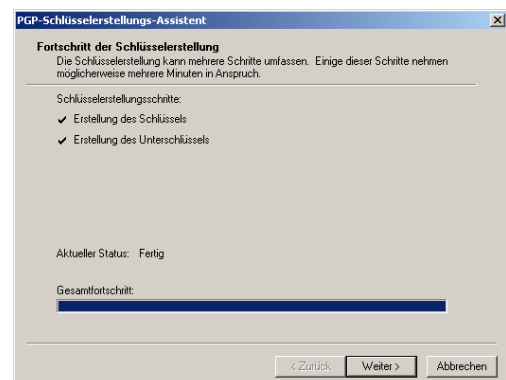 PGP-Schlüsselerstellungs-Assistent
Fortschritt der Schlüsselerstellung
Die Schlüsselerstellung kann mehrere Schritte umfassen. Einige dieser Schritte nehmen
möglicherweise mehrere Minuten in Anspruch.
Schlüsselerstellungsschritte:
Erstellung des Schlüssels
Erstellung des Unterschlüssels
Aktueller Status: Fertig
Gesamtfortschritt:
< Zurück Weiter > Abbrechen